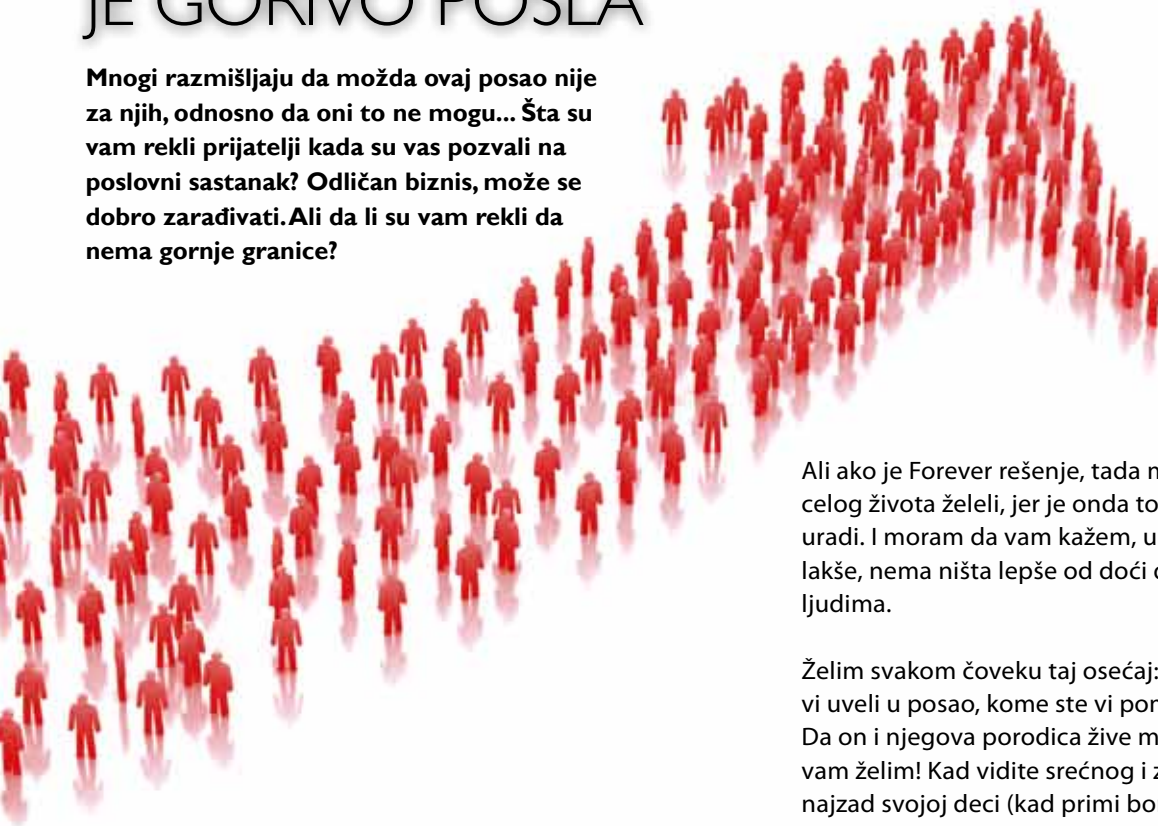 JE GORIVO POSLA
Mnogi razmišljaju da možda ovaj posao nije
za njih, odnosno da oni to ne mogu... Šta su
vam rekli prijatelji kada su vas pozvali na
poslovni sastanak? Odličan biznis, može se
dobro zarađivati. Ali da li su vam rekli da
nema gornje granice?
Ali ako je Forever rešenje, tada
celog života želeli, jer je onda to
uradi. I moram da vam kažem,
lakše, nema ništa lepše od doći
ljudima.
Želim svakom čoveku taj osećaj:
vi uveli u posao, kome ste vi
Da on i njegova porodica žive
vam želim! Kad vidite srećnog i
najzad svojoj deci (kad primi